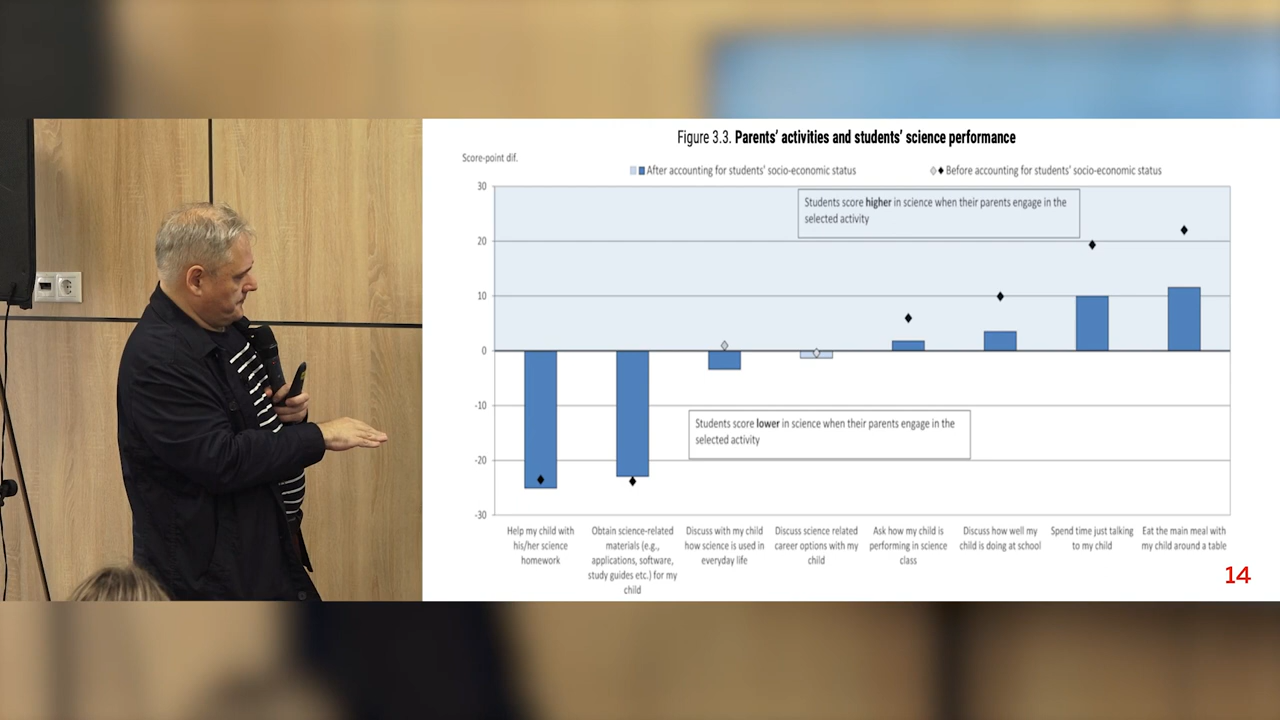 Figure 3.3. Parents' activities and students' science performance
Score-point dif.
After accounting for students' socio-economic status
Before accounting for students' socio-economic status
30
20
10
0
-10
-20
-30
Students score higher in science when their parents engage in the
selected activity
Students score lower in science when their parents engage in the
selected activity
Help my child with
his/her science
homework
Obtain science-related
materials (e.g.,
applications, software,
study guides etc.) for my
child
Discuss with my child
how science is used in
everyday life
Discuss science related
career options with my
child
Ask how my child is
performing in science
class
Discuss how well my
child is doing at school
Spend time just talking
to my child
Eat the main meal with
my child around a table
14